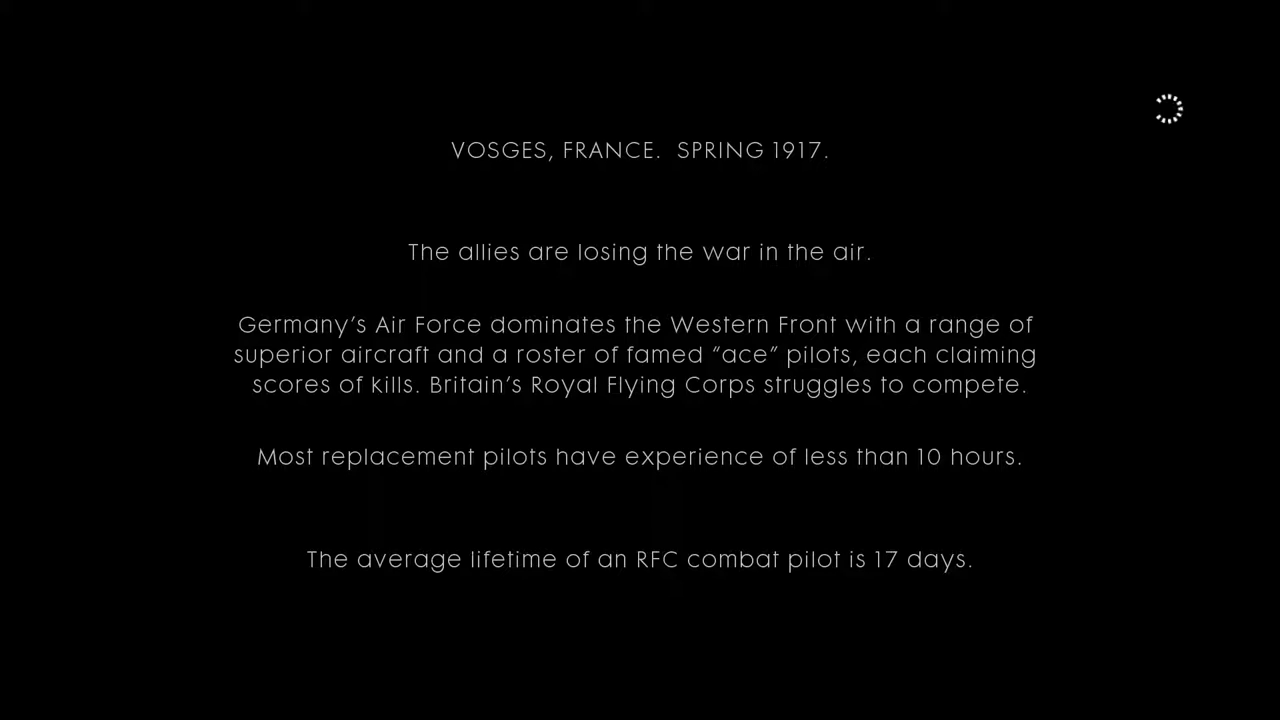 VOSGES, FRANCE. SPRING 1917.
The allies are losing the war in the air.
Germany's Air Force dominates the Western Front with a range of
superior aircraft and a roster of famed “ace” pilots, each claiming
scores of kills. Britain's Royal Flying Corps struggles to compete.
Most replacement pilots have experience of less than 10 hours.
The average lifetime of an RFC combat pilot is 17 days.